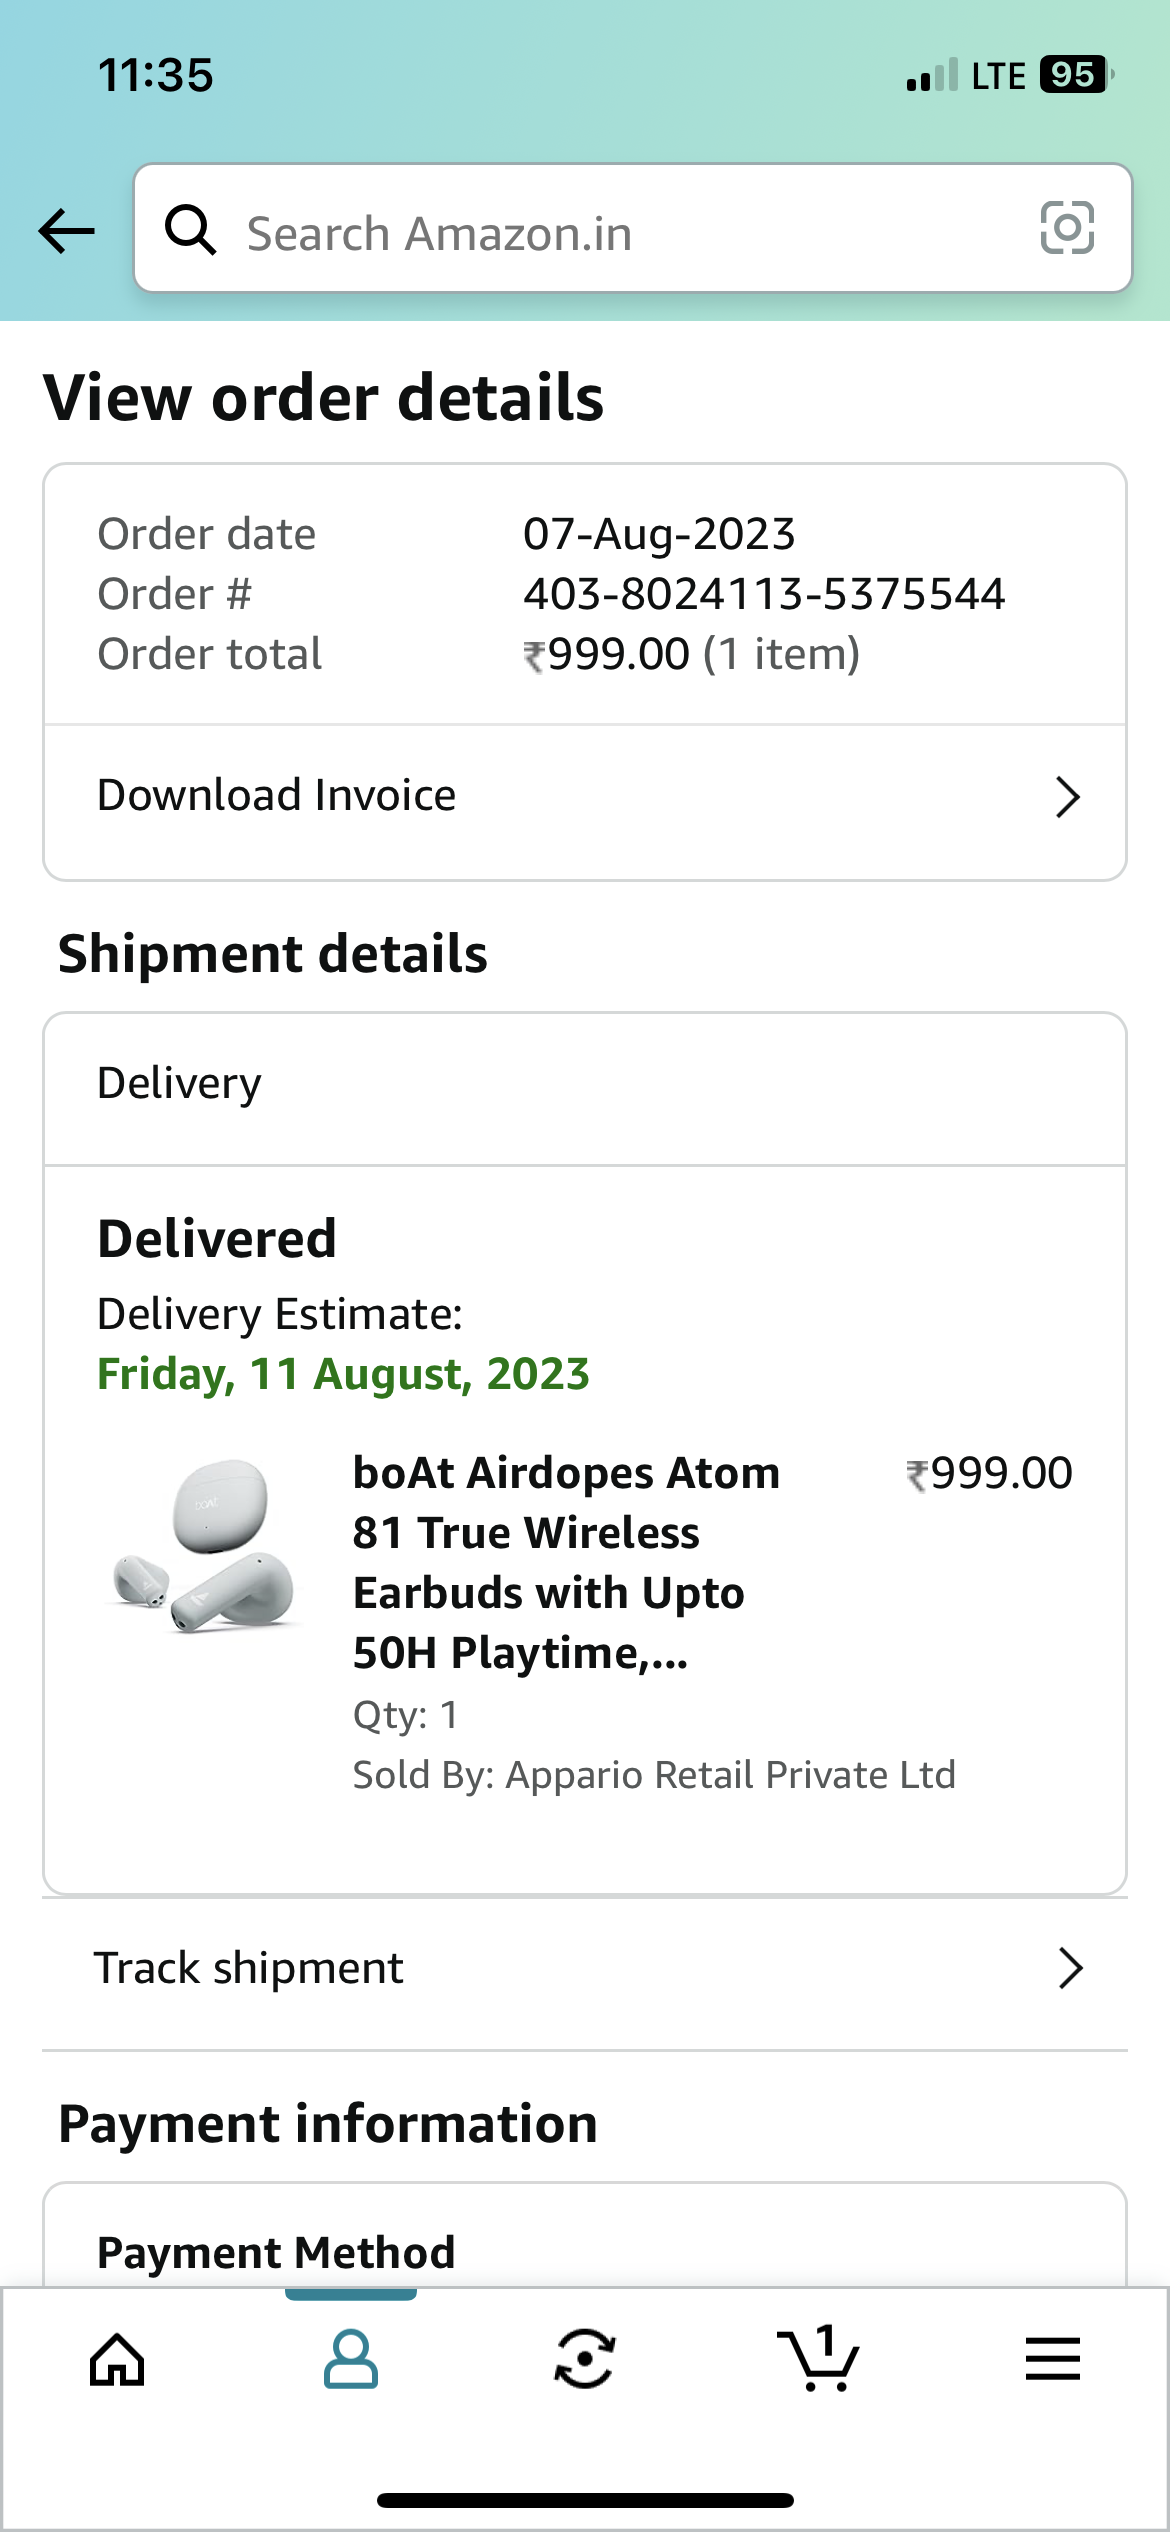 11:35
LTE 95
Search Amazon.in
View order details
Order date 07-Aug-2023
Order # 403-8024113-5375544
Order total ₹999.00 (1 item)
Download Invoice
Shipment details
Delivery
Delivered
Delivery Estimate:
Friday, 11 August, 2023
boAt
boAt Airdopes Atom ₹999.00
81 True Wireless
Earbuds with Upto
50H Playtime,...
Qty: 1
Sold By: Appario Retail Private Ltd
Track shipment
Payment information
Payment Method
1